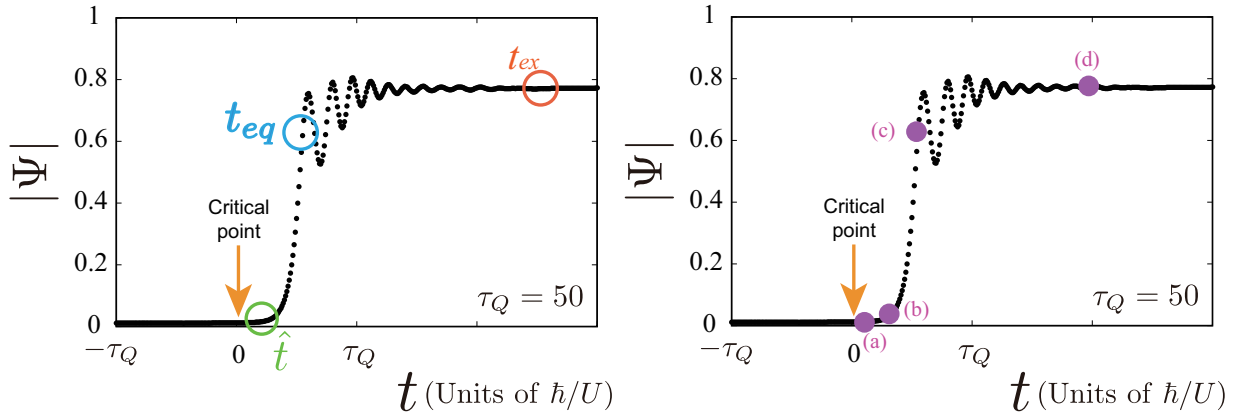 1
0.8
0.6
0.4
0.2
0
|Ψ|
t_ex
t_eq
Critical
point
t̂
τ_Q = 50
−τ_Q
0
τ_Q
t (Units of ℏ/U)
1
0.8
0.6
0.4
0.2
0
|Ψ|
(d)
(c)
Critical
point
(b)
(a)
τ_Q = 50
−τ_Q
0
τ_Q
t (Units of ℏ/U)